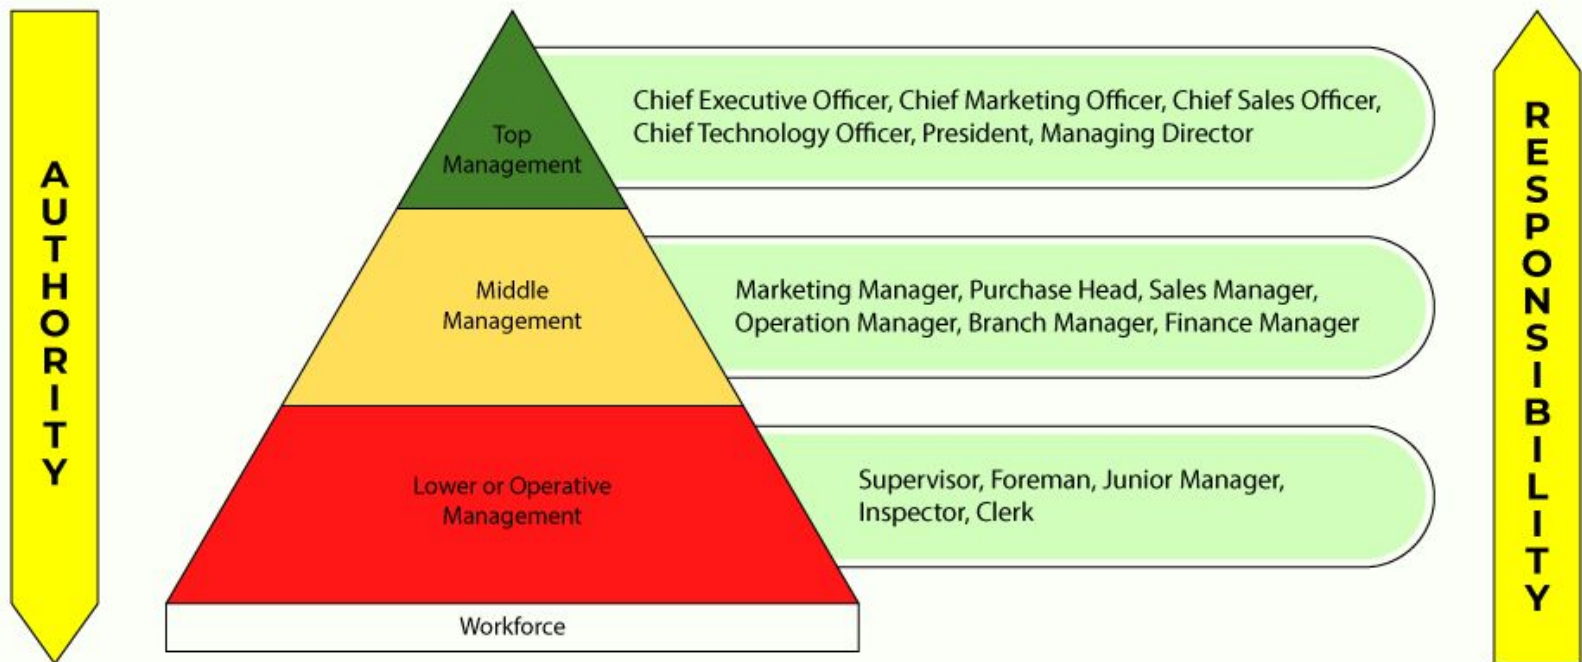 AUTHORITY
Top
Management
Chief Executive Officer, Chief Marketing Officer, Chief Sales Officer,
Chief Technology Officer, President, Managing Director
Middle
Management
Marketing Manager, Purchase Head, Sales Manager,
Operation Manager, Branch Manager, Finance Manager
Lower or Operative
Management
Supervisor, Foreman, Junior Manager,
Inspector, Clerk
Workforce
RESPONSIBILITY